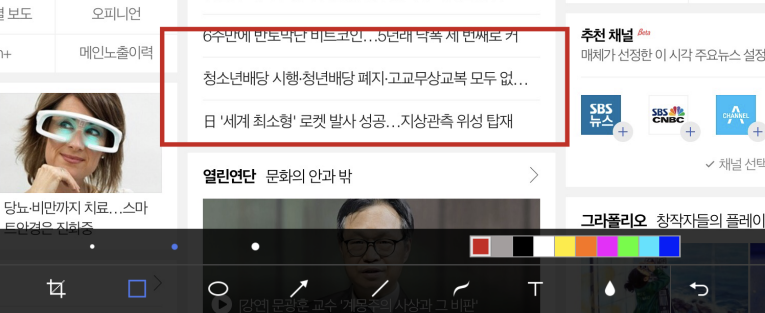 별 보도
오피니언
n+
메인노출이력
6주만에 반토막난 비트코인…5년래 낙폭 세 번째로 커
청소년배당 시행·청년배당 폐지·고교무상교복 모두 없…
日 '세계 최소형' 로켓 발사 성공…지상관측 위성 탑재
추천 채널 Beta
매체가 선정한 이 시각 주요뉴스 설정
SBS
뉴스
SBS
CNBC
CHANNEL
채널 선택
당뇨·비만까지 치료…스마
트안경은 진화중
열린연단 문화의 안과 밖
[강연] 문광훈 교수 '계몽주의 사상과 그 비판'
그라폴리오 창작자들의 플레이
T